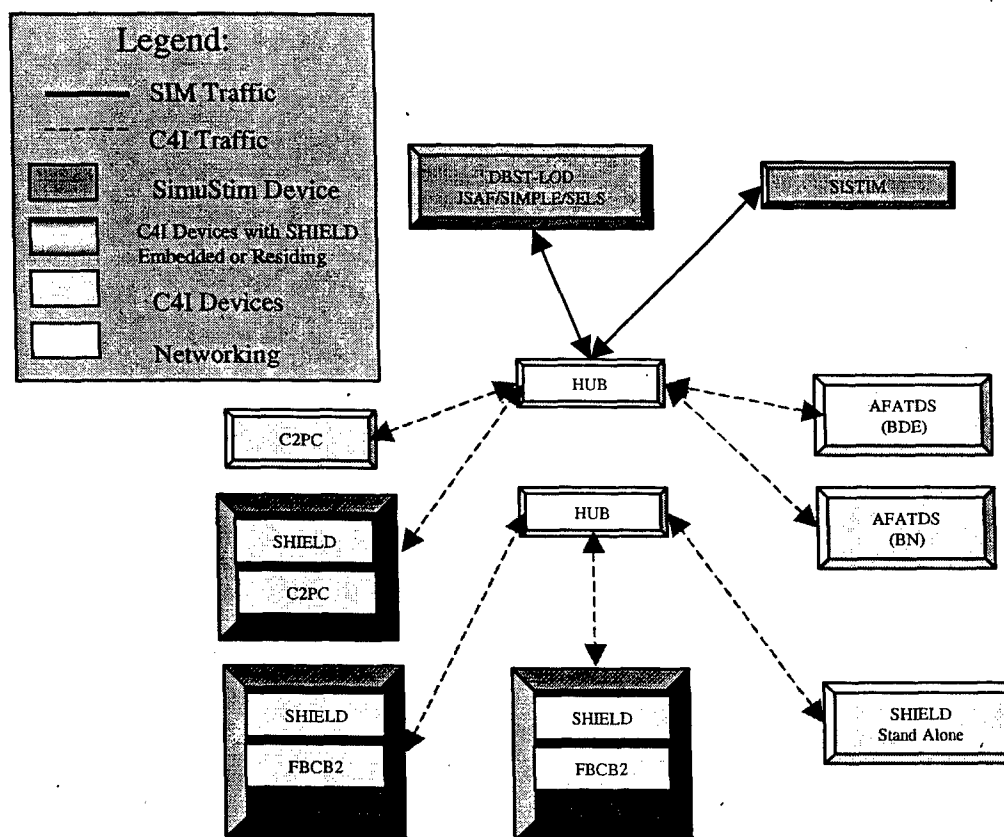 Legend:
SIM Traffic
C4I Traffic
SimuStim Device
C4I Devices with SHIELD
Embedded or Residing
C4I Devices
Networking
DBST-LOD
JSAF/SIMPLE/SELS
SISTIM
HUB
C2PC
AFATDS
(BDE)
SHIELD
C2PC
HUB
AFATDS
(BN)
SHIELD
FBCB2
SHIELD
FBCB2
SHIELD
Stand Alone